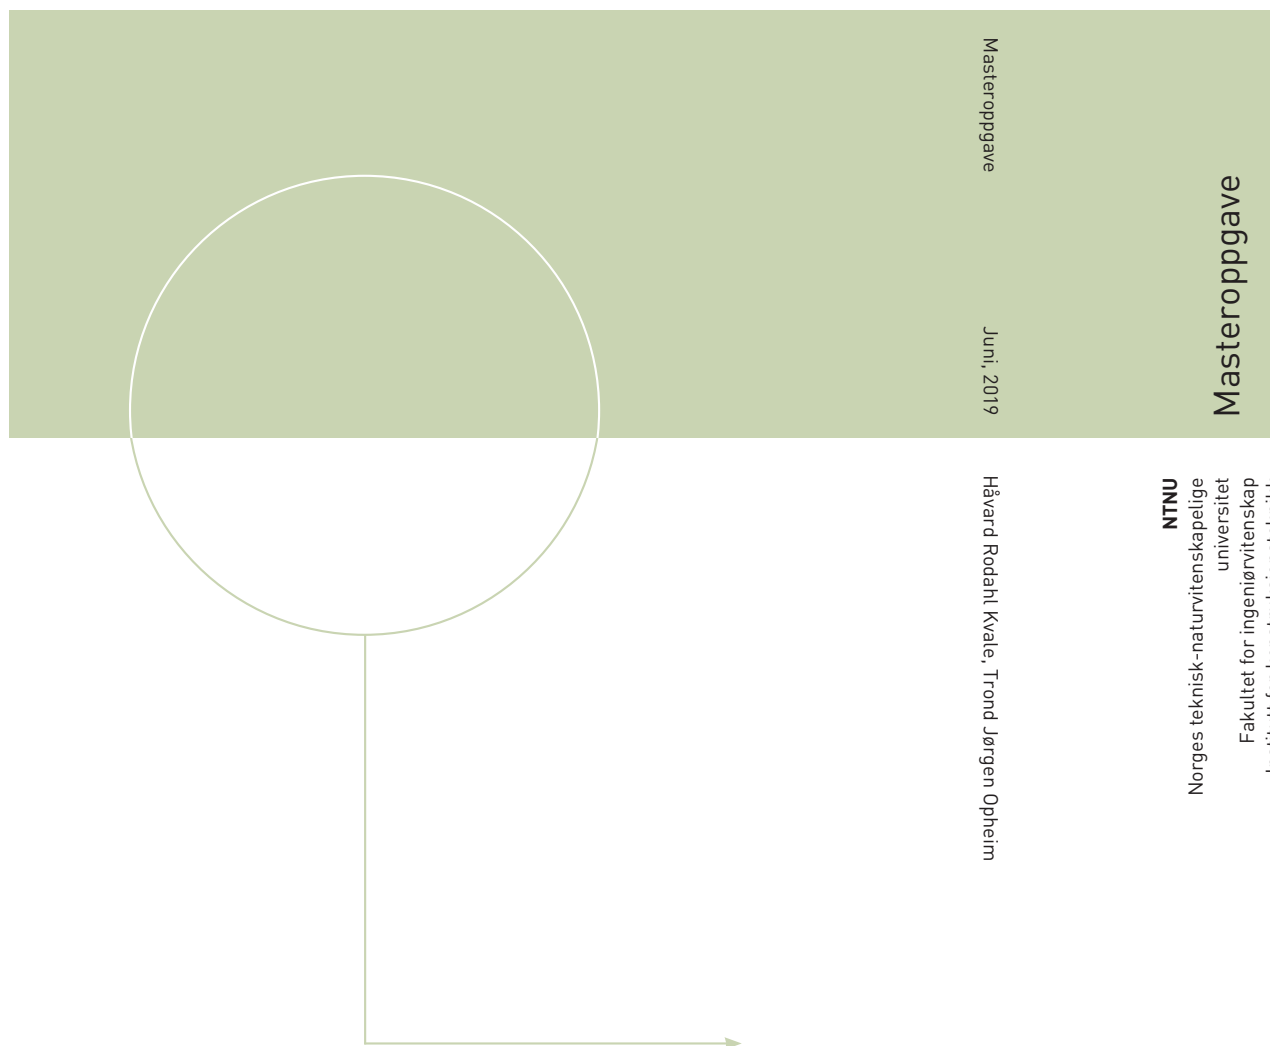 Masteroppgave
Juni, 2019
Håvard Rodahl Kvale, Trond Jørgen Opheim
Masteroppgave
NTNU
Norges teknisk-naturvitenskapelige
universitet
Fakultet for ingeniørvitenskap